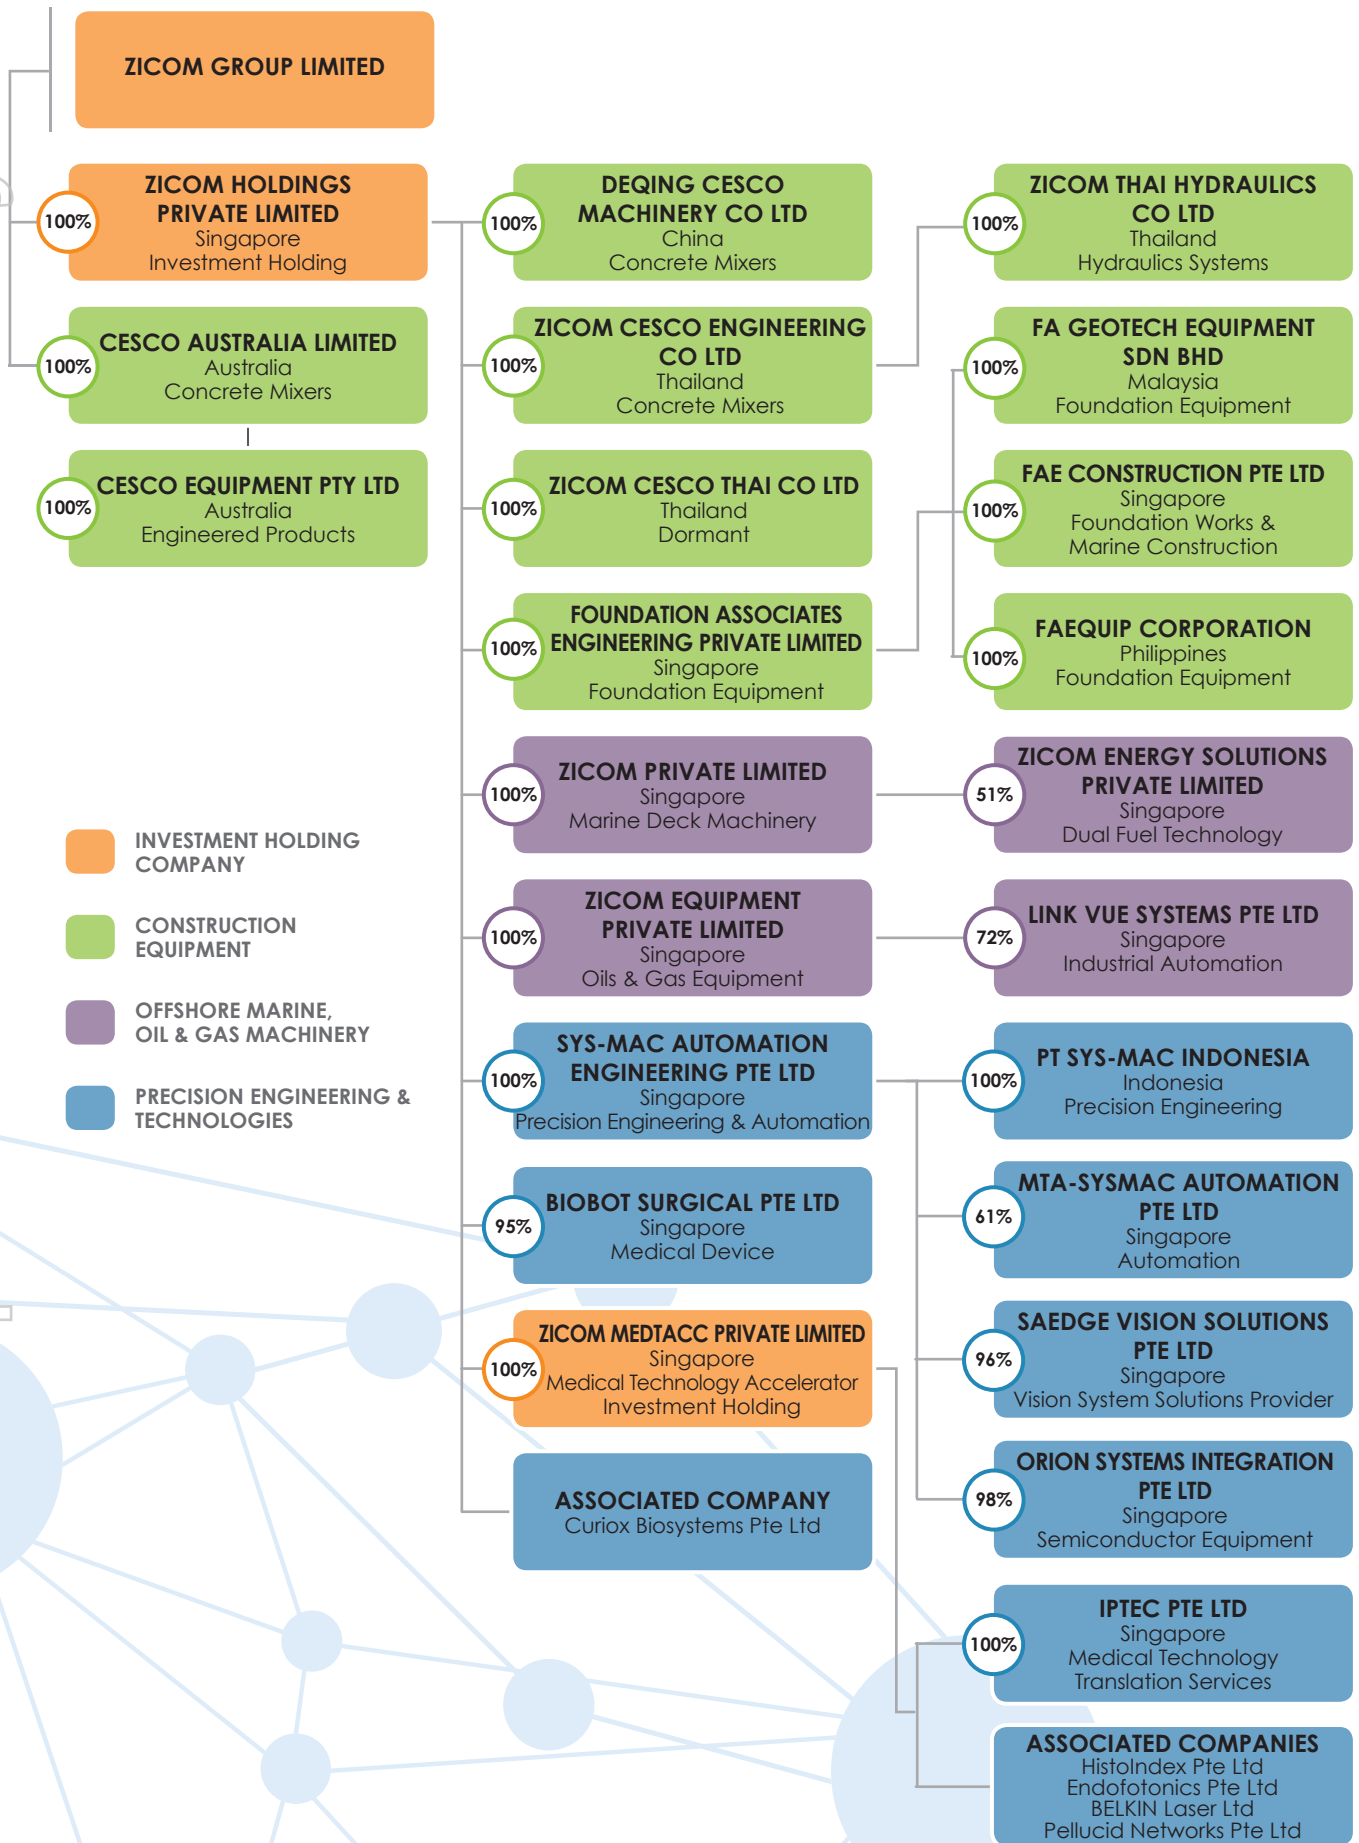 ZICOM GROUP LIMITED
100%
ZICOM HOLDINGS
PRIVATE LIMITED
Singapore
Investment Holding
100%
CESCO AUSTRALIA LIMITED
Australia
Concrete Mixers
100%
CESCO EQUIPMENT PTY LTD
Australia
Engineered Products
100%
DEQING CESCO
MACHINERY CO LTD
China
Concrete Mixers
100%
ZICOM CESCO ENGINEERING
CO LTD
Thailand
Concrete Mixers
100%
ZICOM CESCO THAI CO LTD
Thailand
Dormant
100%
FOUNDATION ASSOCIATES
ENGINEERING PRIVATE LIMITED
Singapore
Foundation Equipment
100%
ZICOM PRIVATE LIMITED
Singapore
Marine Deck Machinery
100%
ZICOM EQUIPMENT
PRIVATE LIMITED
Singapore
Oils & Gas Equipment
100%
SYS-MAC AUTOMATION
ENGINEERING PTE LTD
Singapore
Precision Engineering & Automation
95%
BIOBOT SURGICAL PTE LTD
Singapore
Medical Device
100%
ZICOM MEDTACC PRIVATE LIMITED
Singapore
Medical Technology Accelerator
Investment Holding
ASSOCIATED COMPANY
Curiox Biosystems Pte Ltd
100%
ZICOM THAI HYDRAULICS
CO LTD
Thailand
Hydraulics Systems
100%
FA GEOTECH EQUIPMENT
SDN BHD
Malaysia
Foundation Equipment
100%
FAE CONSTRUCTION PTE LTD
Singapore
Foundation Works &
Marine Construction
100%
FAEQUIP CORPORATION
Philippines
Foundation Equipment
51%
ZICOM ENERGY SOLUTIONS
PRIVATE LIMITED
Singapore
Dual Fuel Technology
72%
LINK VUE SYSTEMS PTE LTD
Singapore
Industrial Automation
100%
PT SYS-MAC INDONESIA
Indonesia
Precision Engineering
61%
MTA-SYSMAC AUTOMATION
PTE LTD
Singapore
Automation
96%
SAEDGE VISION SOLUTIONS
PTE LTD
Singapore
Vision System Solutions Provider
98%
ORION SYSTEMS INTEGRATION
PTE LTD
Singapore
Semiconductor Equipment
100%
IPTEC PTE LTD
Singapore
Medical Technology
Translation Services
ASSOCIATED COMPANIES
HistoIndex Pte Ltd
Endofotonics Pte Ltd
BELKIN Laser Ltd
Pellucid Networks Pte Ltd
INVESTMENT HOLDING
COMPANY
CONSTRUCTION
EQUIPMENT
OFFSHORE MARINE,
OIL & GAS MACHINERY
PRECISION ENGINEERING &
TECHNOLOGIES